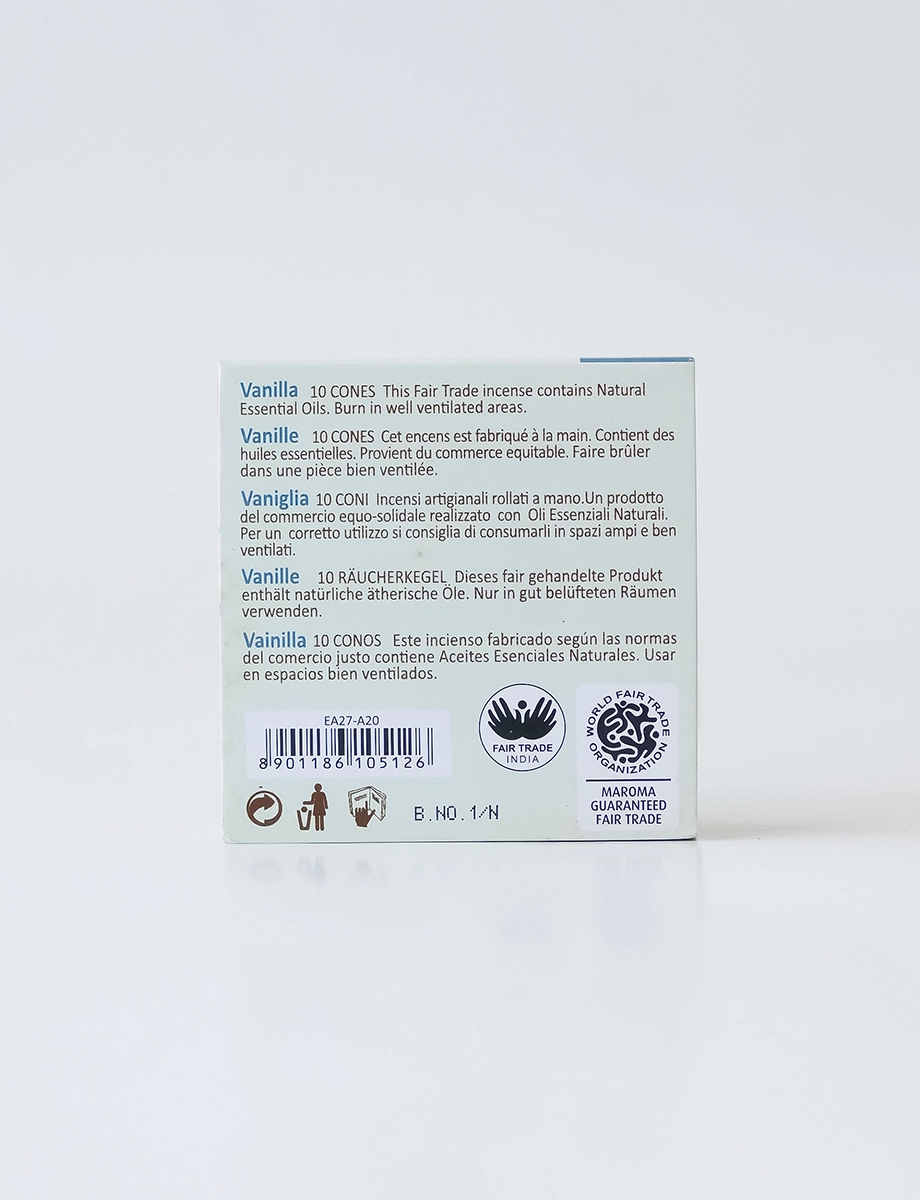 Vanilla 10 CONES This Fair Trade incense contains Natural
Essential Oils. Burn in well ventilated areas.
Vanille 10 CONES Cet encens est fabriqué à la main. Contient des
huiles essentielles. Provient du commerce equitable. Faire brûler
dans une pièce bien ventilée.
Vaniglia 10 CONI Incensi artigianali rollati a mano.Un prodotto
del commercio equo-solidale realizzato con Oli Essenziali Naturali.
Per un corretto utilizzo si consiglia di consumarli in spazi ampi e ben
ventilati.
Vanille 10 RÄUCHERKEGEL Dieses fair gehandelte Produkt
enthält natürliche ätherische Öle. Nur in gut belüfteten Räumen
verwenden.
Vainilla 10 CONOS Este incienso fabricado según las normas
del comercio justo contiene Aceites Esenciales Naturales. Usar
en espacios bien ventilados.
EA27-A20
8901186105126
FAIR TRADE
INDIA
WORLD FAIR TRADE
ORGANIZATION
MAROMA
GUARANTEED
FAIR TRADE
B.NO. 1/N